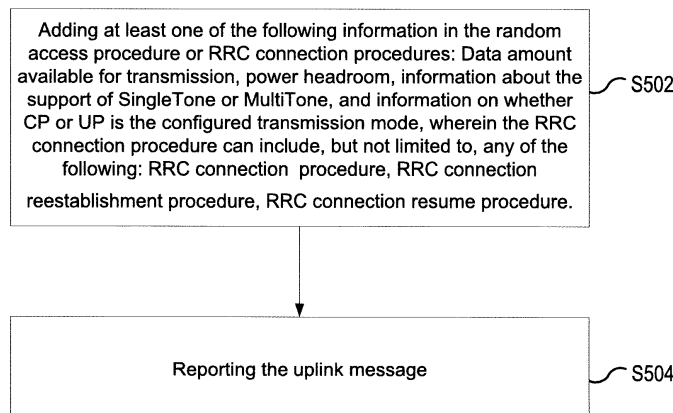 Adding at least one of the following information in the random
access procedure or RRC connection procedures: Data amount
available for transmission, power headroom, information about the
support of SingleTone or MultiTone, and information on whether
CP or UP is the configured transmission mode, wherein the RRC
connection procedure can include, but not limited to, any of the
following: RRC connection procedure, RRC connection
reestablishment procedure, RRC connection resume procedure.
S502
Reporting the uplink message
S504